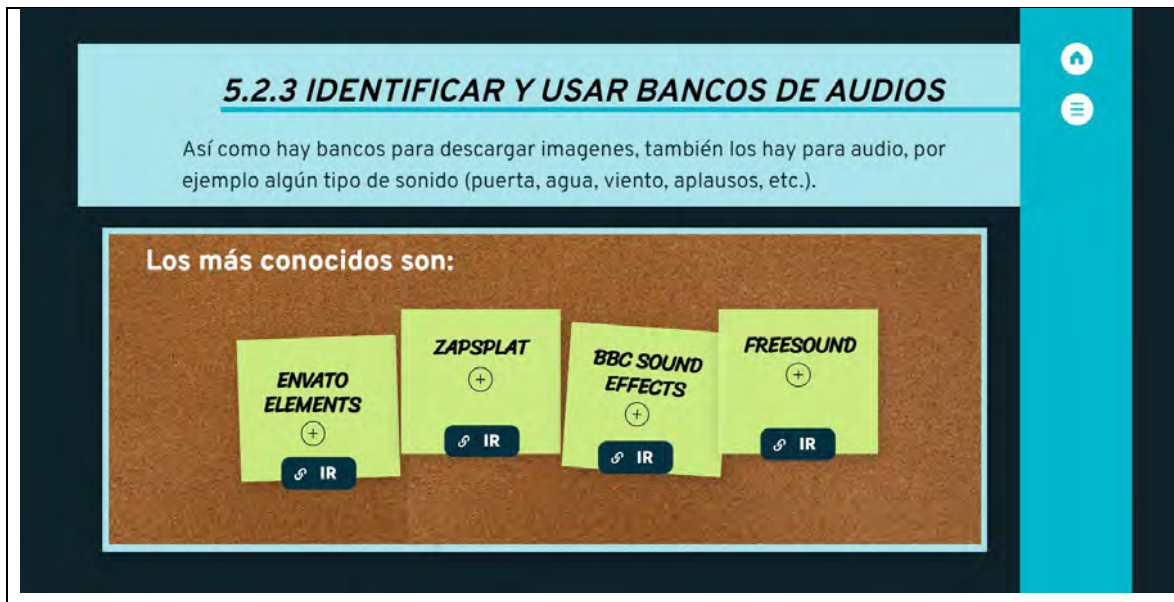 5.2.3 IDENTIFICAR Y USAR BANCOS DE AUDIOS
Así como hay bancos para descargar imagenes, también los hay para audio, por
ejemplo algún tipo de sonido (puerta, agua, viento, aplausos, etc.).
Los más conocidos son:
ENVATO
ELEMENTS
IR
ZAPSPLAT
IR
BBC SOUND
EFFECTS
IR
FREESOUND
IR